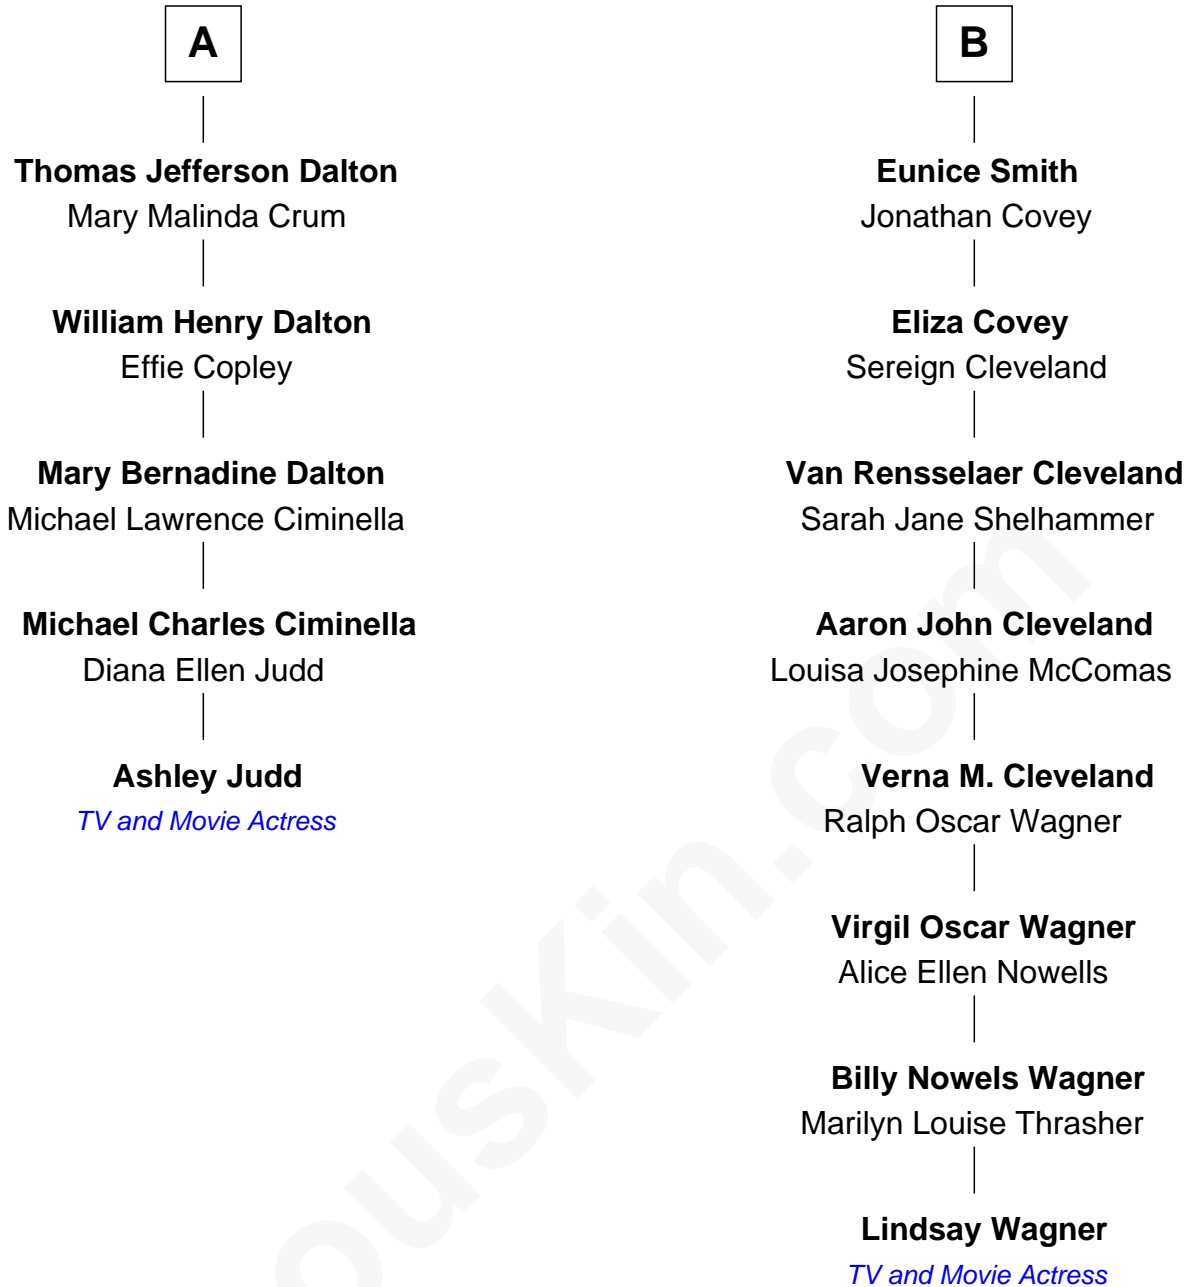 A
Thomas Jefferson Dalton
Mary Malinda Crum
William Henry Dalton
Effie Copley
Mary Bernadine Dalton
Michael Lawrence Ciminella
Michael Charles Ciminella
Diana Ellen Judd
Ashley Judd
TV and Movie Actress
B
Eunice Smith
Jonathan Covey
Eliza Covey
Sereign Cleveland
Van Rensselaer Cleveland
Sarah Jane Shelhammer
Aaron John Cleveland
Louisa Josephine McComas
Verna M. Cleveland
Ralph Oscar Wagner
Virgil Oscar Wagner
Alice Ellen Nowells
Billy Nowels Wagner
Marilyn Louise Thrasher
Lindsay Wagner
TV and Movie Actress
ousKin.com